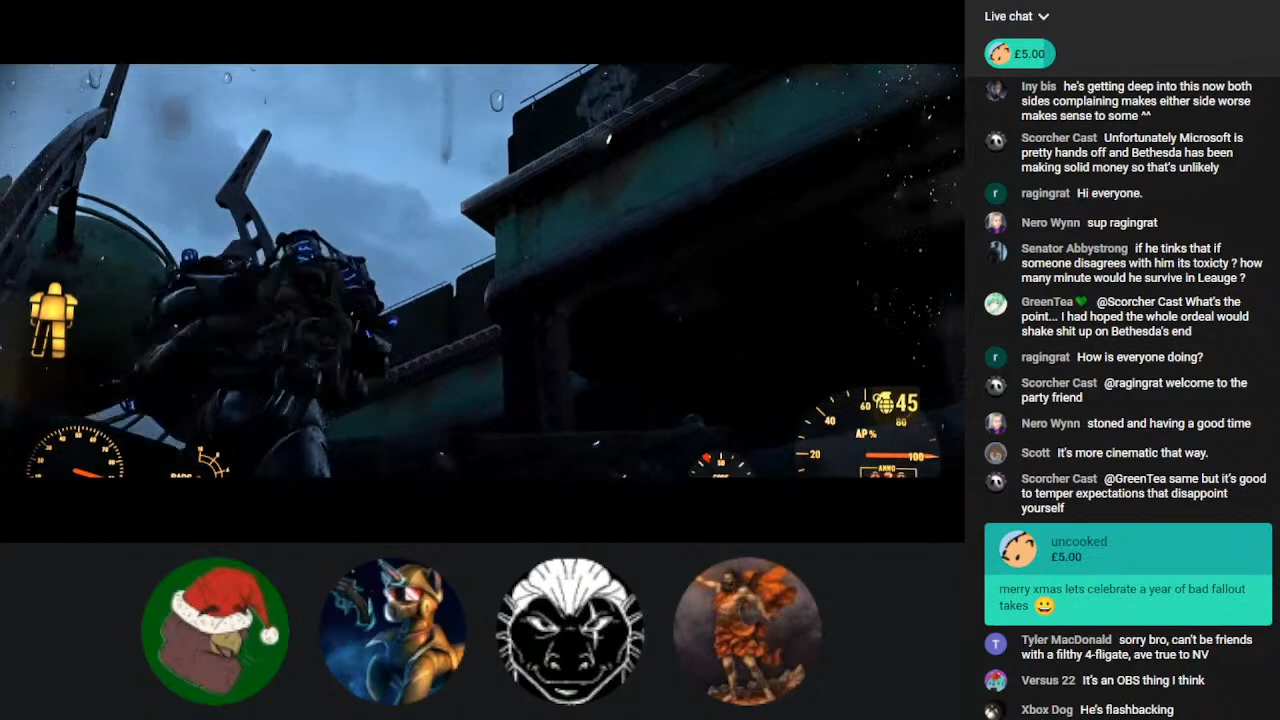 Live chat
£5.00
Iny bis he's getting deep into this now both
sides complaining makes either side worse
makes sense to some ^^
Scorcher Cast Unfortunately Microsoft is
pretty hands off and Bethesda has been
making solid money so that's unlikely
r
ragingrat Hi everyone.
Nero Wynn sup ragingrat
Senator Abbystrong if he tinks that if
someone disagrees with him its toxicty ? how
many minute would he survive in Leauge ?
GreenTea💚 @Scorcher Cast What's the
point... I had hoped the whole ordeal would
shake shit up on Bethesda's end
r
ragingrat How is everyone doing?
Scorcher Cast @ragingrat welcome to the
party friend
Nero Wynn stoned and having a good time
Scott It's more cinematic that way.
Scorcher Cast @GreenTea same but it's good
to temper expectations that disappoint
yourself
uncooked
£5.00
merry xmas lets celebrate a year of bad fallout
takes 😀
T
Tyler MacDonald sorry bro, can't be friends
with a filthy 4-fligate, ave true to NV
Versus 22 It's an OBS thing I think
Xbox Dog He's flashbacking
45
60
80
40
AP %
20
100
AMMO
50